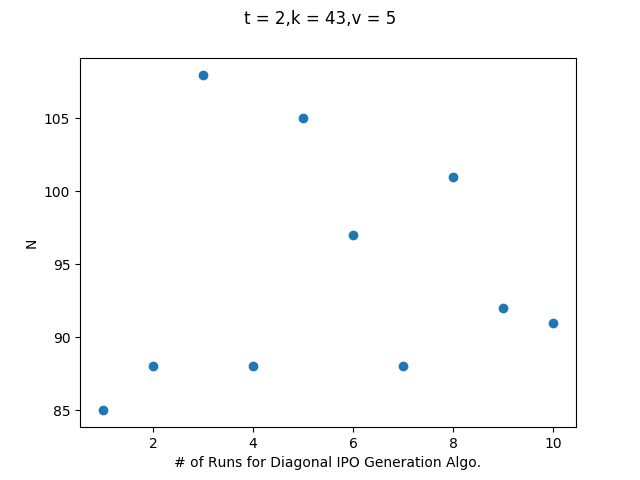 t = 2,k = 43,v = 5
105
100
95
90
85
N
2 4 6 8 10
# of Runs for Diagonal IPO Generation Algo.